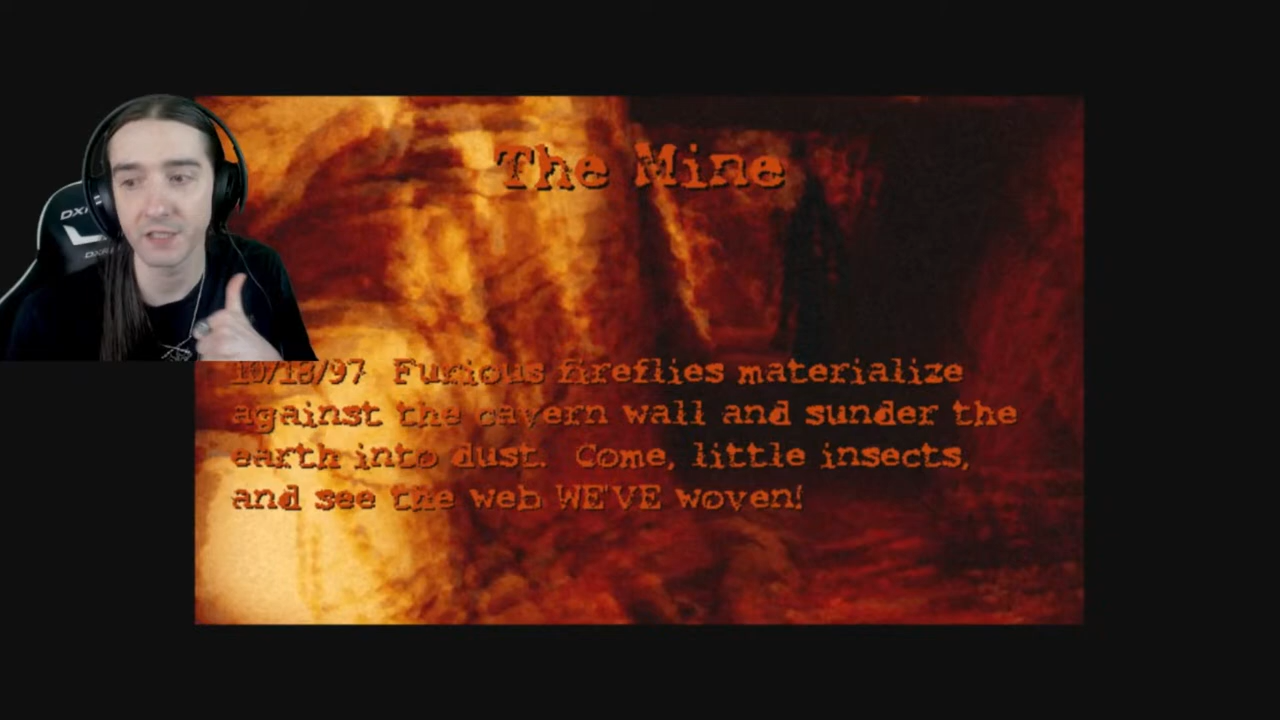 The Mine
10/13/97 Furious fireflies materialize
against the cavern wall and sunder the
earth into dust. Come, little insects,
and see the web WE'VE woven!